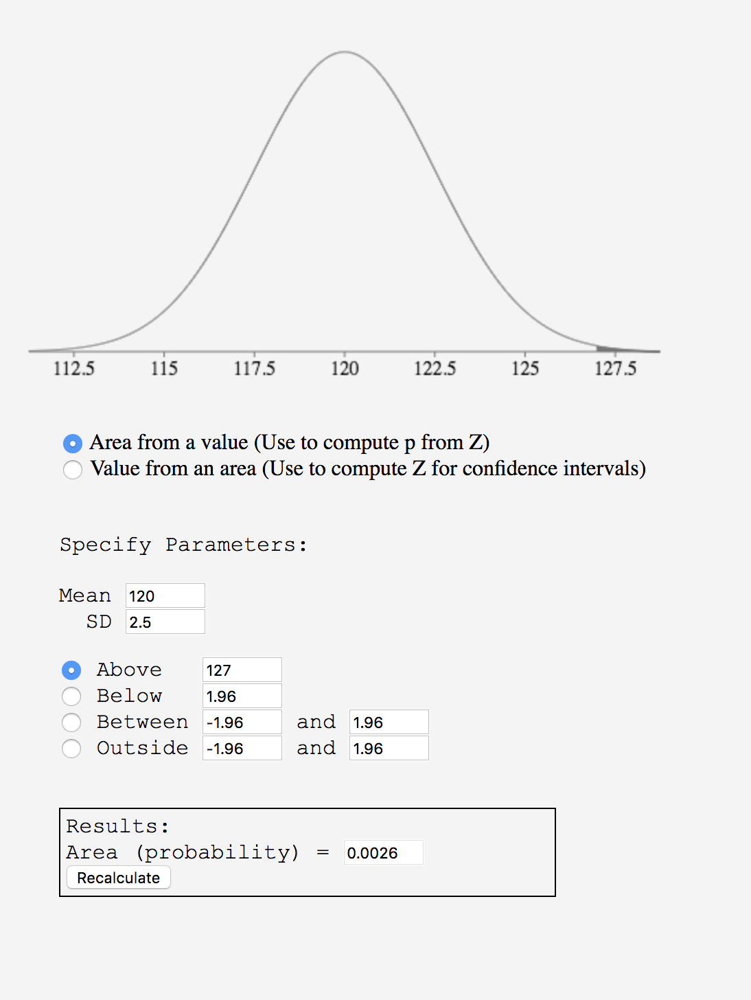 112.5 115 117.5 120 122.5 125 127.5
Area from a value (Use to compute p from Z)
Value from an area (Use to compute Z for confidence intervals)
Specify Parameters:
Mean 120
SD 2.5
Above 127
Below 1.96
Between -1.96 and 1.96
Outside -1.96 and 1.96
Results:
Area (probability) = 0.0026
Recalculate